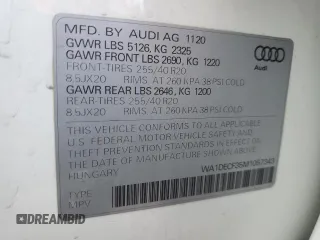 MFD. BY AUDI AG 1120
GVWR LBS 5126, KG 2325
GAWR FRONT LBS 2690, KG 1220
FRONT-TIRES 255/40 R20
8.5JX20 RIMS, AT 260 KPA 38 PSI COLD
GAWR REAR LBS 2646, KG 1200
REAR-TIRES 255/40 R20
8.5JX20 RIMS, AT 260 KPA 38 PSI COLD
THIS VEHICLE CONFORMS TO ALL APPLICABLE
U.S. FEDERAL MOTOR VEHICLE SAFETY AND
THEFT PREVENTION STANDARDS IN EFFECT ON
THE DATE OF MANUFACTURE SHOWN ABOVE.
HUNGARY
TYPE:
MPV
Audi
DREAMBID